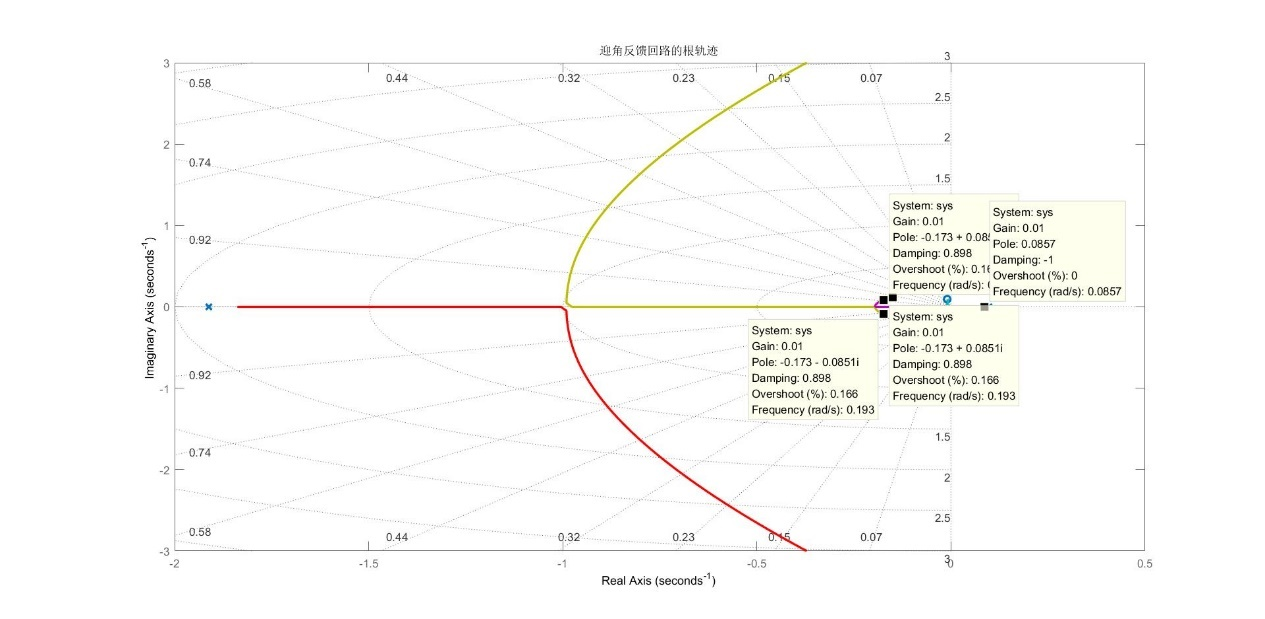 迎角反馈回路的根轨迹
3
2
1
0
-1
-2
-3
Imaginary Axis (seconds-1)
0.58
0.44
0.32
0.23
0.15
0.07
3
2.5
2
1.5
0.74
0.92
0.92
0.74
0.58
0.44
0.32
0.23
0.15
0.07
1.5
2
2.5
3
System: sys
Gain: 0.01
Pole: -0.173 + 0.08
Damping: 0.898
Overshoot (%): 0.16
Frequency (rad/s):
System: sys
Gain: 0.01
Pole: 0.0857
Damping: -1
Overshoot (%): 0
Frequency (rad/s): 0.0857
System: sys
Gain: 0.01
Pole: -0.173 - 0.0851i
Damping: 0.898
Overshoot (%): 0.166
Frequency (rad/s): 0.193
System: sys
Gain: 0.01
Pole: -0.173 + 0.0851i
Damping: 0.898
Overshoot (%): 0.166
Frequency (rad/s): 0.193
-2
-1.5
-1
-0.5
0
0.5
Real Axis (seconds-1)